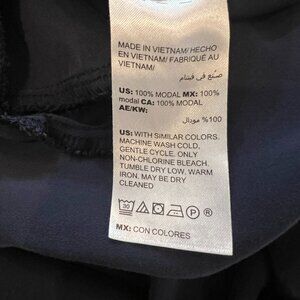 MADE IN VIETNAM/ HECHO
EN VIETNAM/ FABRIQUÉ AU
VIETNAM/
صنع في فيتنام
US: 100% MODAL MX: 100%
modal CA: 100% MODAL
AE/KW:
100% مودال
US: WITH SIMILAR COLORS.
MACHINE WASH COLD,
GENTLE CYCLE. ONLY
NON-CHLORINE BLEACH.
TUMBLE DRY LOW. WARM
IRON. MAY BE DRY
CLEANED
30
P
MX: CON COLORES